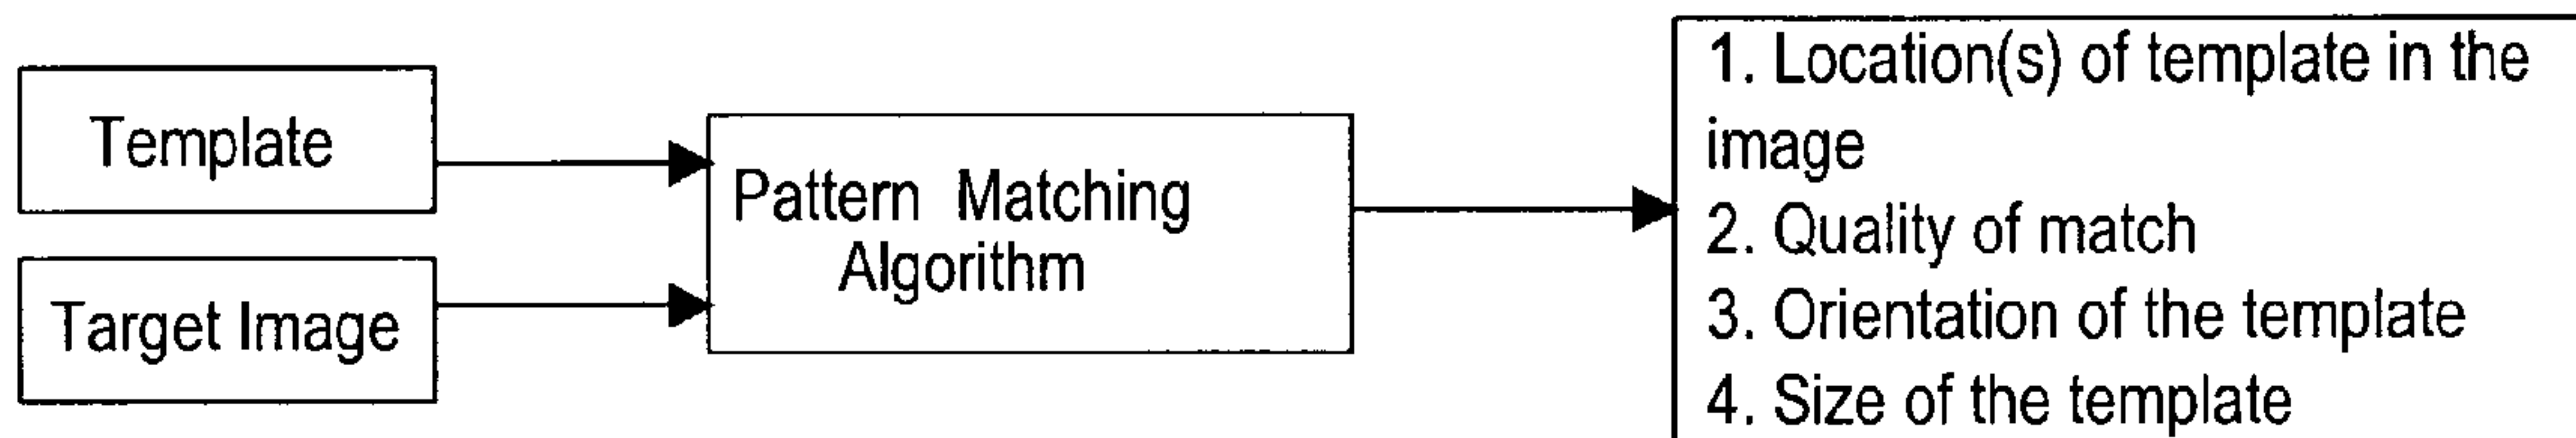 Template
Target Image
Pattern Matching
Algorithm
1. Location(s) of template in the
image
2. Quality of match
3. Orientation of the template
4. Size of the template